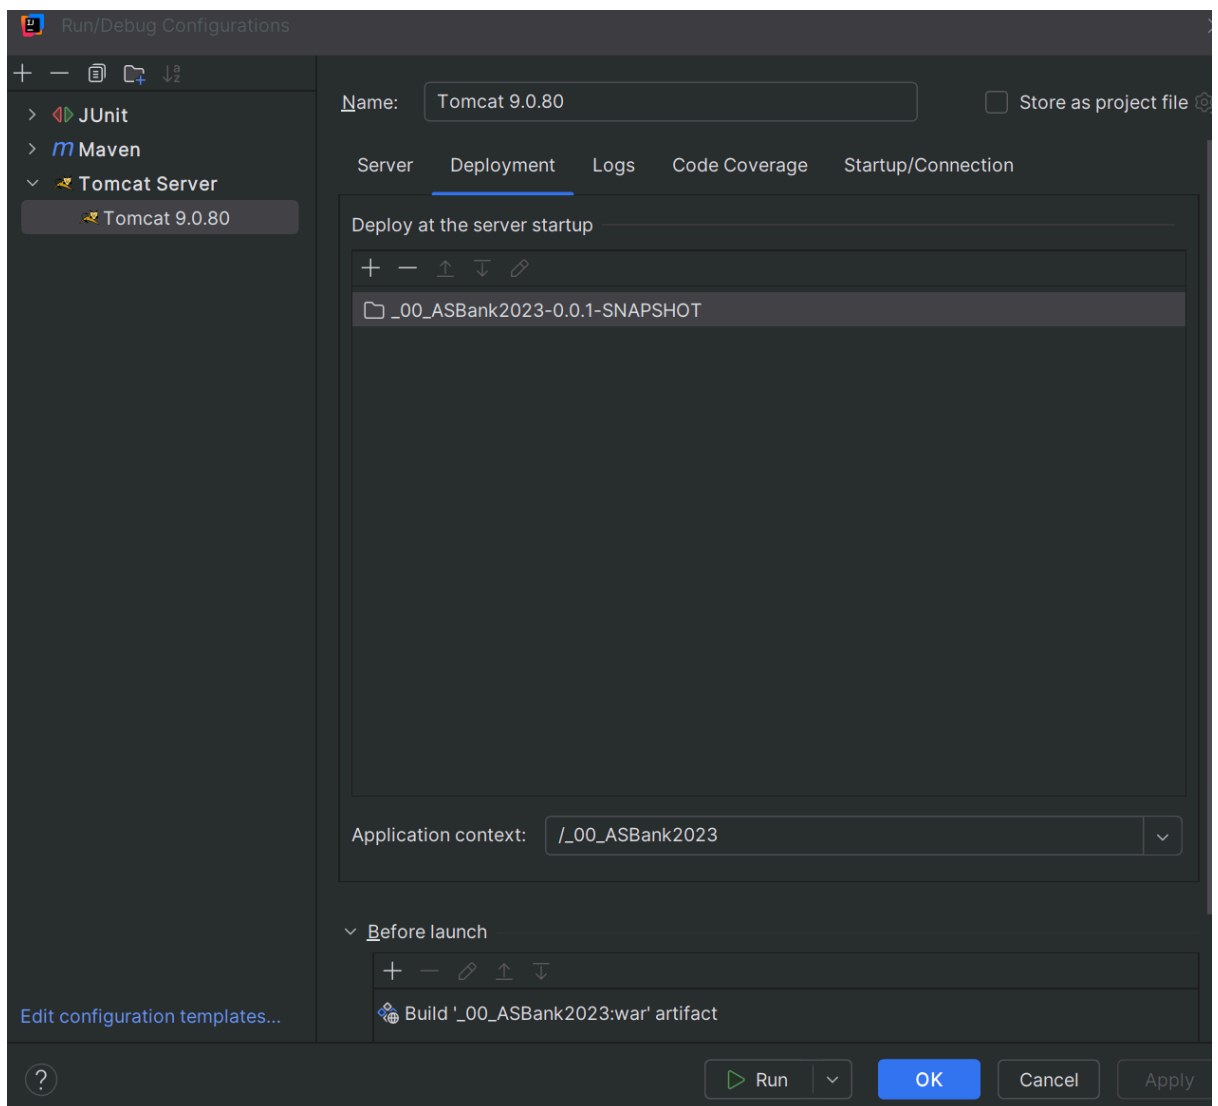 Run/Debug Configurations
Name: Tomcat 9.0.80 Store as project file
JUnit
Maven
Tomcat Server
Tomcat 9.0.80
Server Deployment Logs Code Coverage Startup/Connection
Deploy at the server startup
_00_ASBank2023-0.0.1-SNAPSHOT
Application context: /_00_ASBank2023
Before launch
Build '_00_ASBank2023:war' artifact
Edit configuration templates...
? Run OK Cancel Apply